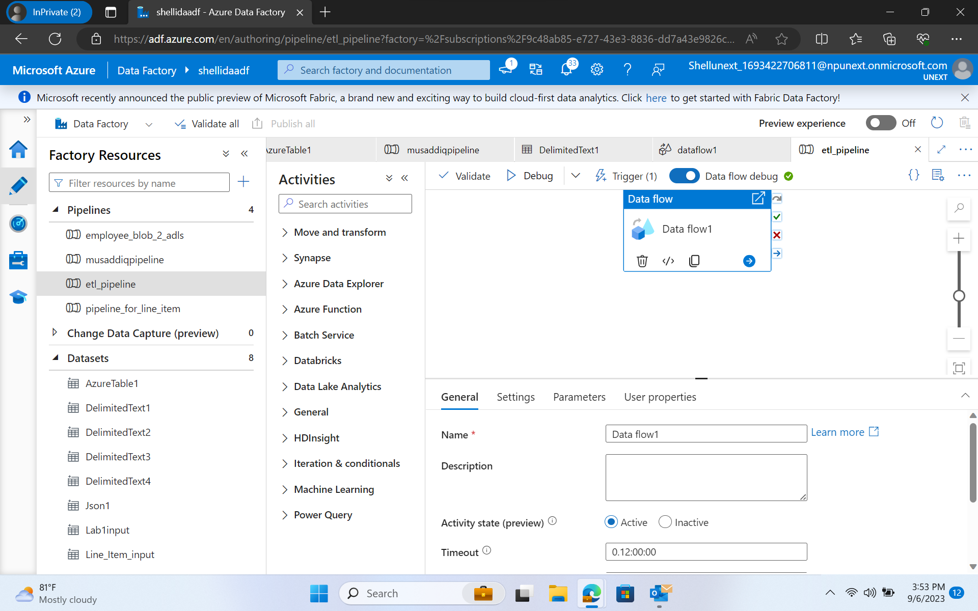 InPrivate (2)
shellidaadf - Azure Data Factory
https://adf.azure.com/en/authoring/pipeline/etl_pipeline?factory=%2Fsubscriptions%2F9c48ab85-e727-43e3-8836-dd7a43e9826c...
Microsoft Azure
Data Factory
shellidaadf
Search factory and documentation
1
33
Shellunext_1693422706811@npunext.onmicrosoft.com
UNEXT
Microsoft recently announced the public preview of Microsoft Fabric, a brand new and exciting way to build cloud-first data analytics. Click here to get started with Fabric Data Factory!
Data Factory
Validate all
Publish all
Preview experience
Off
Factory Resources
Filter resources by name
Pipelines 4
employee_blob_2_adls
musaddiqpipeline
etl_pipeline
pipeline_for_line_item
Change Data Capture (preview) 0
Datasets 8
AzureTable1
DelimitedText1
DelimitedText2
DelimitedText3
DelimitedText4
Json1
Lab1input
Line_Item_input
zureTable1
musaddiqpipeline
DelimitedText1
dataflow1
etl_pipeline
Activities
Search activities
Move and transform
Synapse
Azure Data Explorer
Azure Function
Batch Service
Databricks
Data Lake Analytics
General
HDInsight
Iteration & conditionals
Machine Learning
Power Query
Validate
Debug
Trigger (1)
Data flow debug
Data flow
Data flow1
General
Settings
Parameters
User properties
Name *
Data flow1
Learn more
Description
Activity state (preview)
Active
Inactive
Timeout
0.12:00:00
81°F
Mostly cloudy
Search
3:53 PM
9/6/2023
12